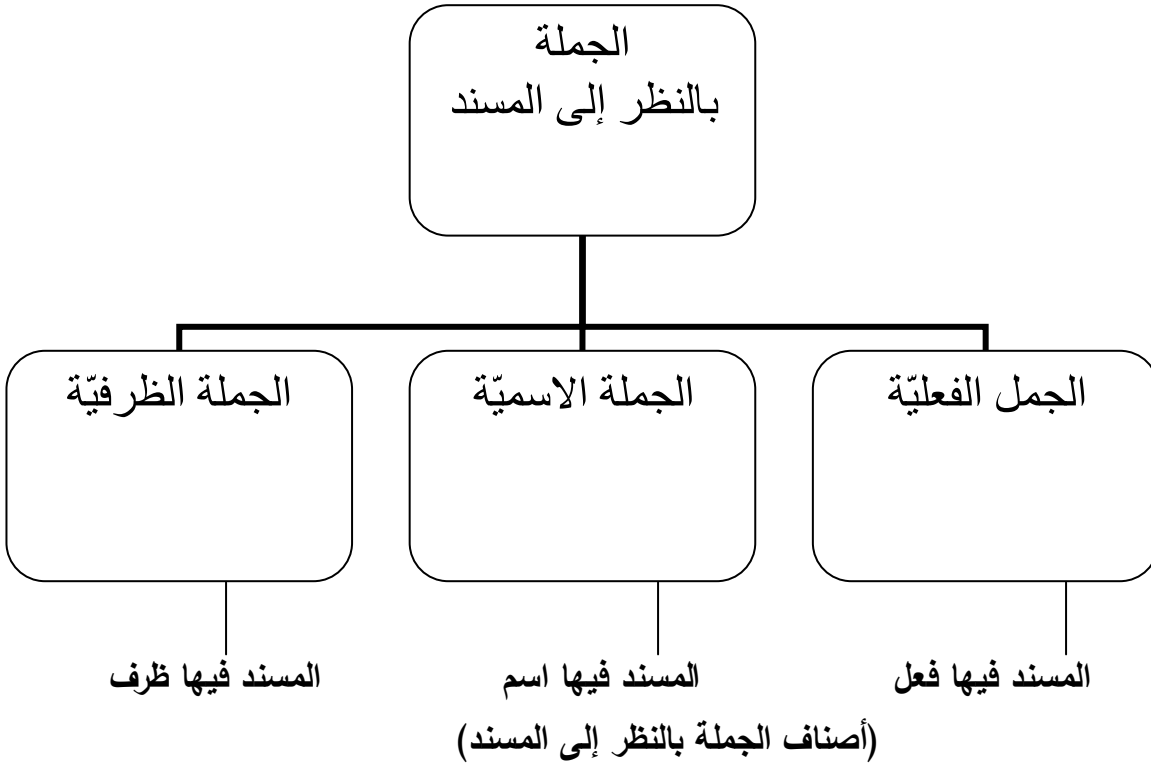 الجملة
بالنظر إلى المسند
الجمل الفعليّة
الجملة الاسميّة
الجملة الظرفيّة
المسند فيها فعل
المسند فيها اسم
المسند فيها ظرف
(أصناف الجملة بالنظر إلى المسند)